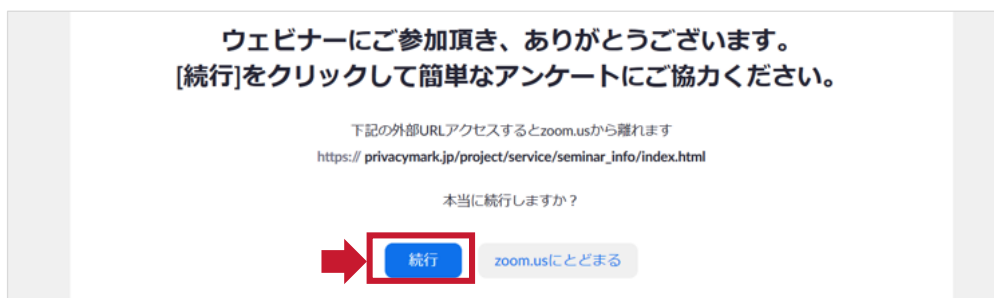 ウェビナーにご参加頂き、ありがとうございます。
[続行]をクリックして簡単なアンケートにご協力ください。
下記の外部URLアクセスするとzoom.usから離れます
https:// privacymark.jp/project/service/seminar_info/index.html
本当に続行しますか？
続行
zoom.usにとどまる